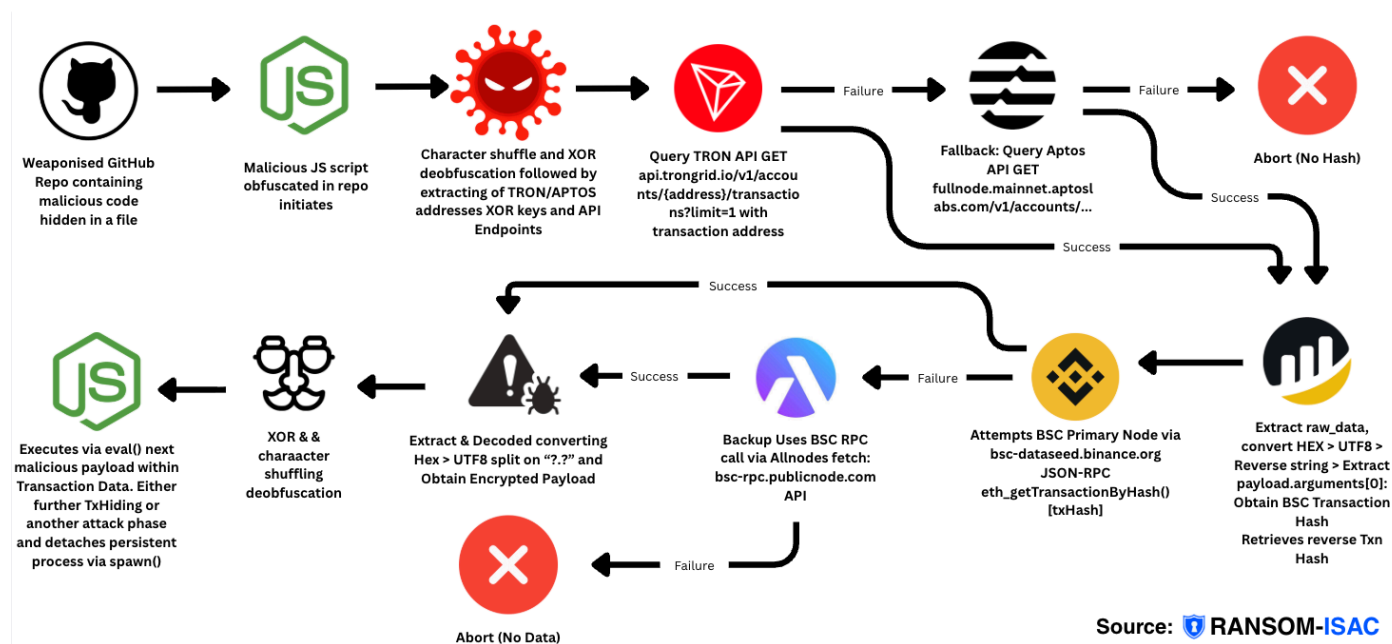 Weaponised GitHub
Repo containing
malicious code
hidden in a file
Malicious JS script
obfuscated in repo
initiates
Character shuffle and XOR
deobfuscation followed by
extracting of TRON/APTOS
addresses XOR keys and API
Endpoints
Query TRON API GET
api.trongrid.io/v1/accou
nts/{address}/transactio
ns?limit=1 with
transaction address
Failure
Fallback: Query Aptos
API GET
fullnode.mainnet.aptosl
abs.com/v1/accounts/...
Failure
Abort (No Hash)
Success
Success
Success
JS
JS
Executes via eval() next
malicious payload within
Transaction Data. Either
further TxHiding or
another attack phase
and detaches persistent
process via spawn()
XOR & &
charaacter
shuffling
deobfuscation
Extract & Decoded converting
Hex > UTF8 split on “?.?” and
Obtain Encrypted Payload
Success
Backup Uses BSC RPC
call via Allnodes fetch:
bsc-rpc.publicnode.com
API
Failure
Attempts BSC Primary Node via
bsc-dataseed.binance.org
JSON-RPC
eth_getTransactionByHash()
[txHash]
Extract raw_data,
convert HEX > UTF8 >
Reverse string > Extract
payload.arguments[0]:
Obtain BSC Transaction
Hash
Retrieves reverse Txn
Hash
Failure
Abort (No Data)
Source: RANSOM-ISAC